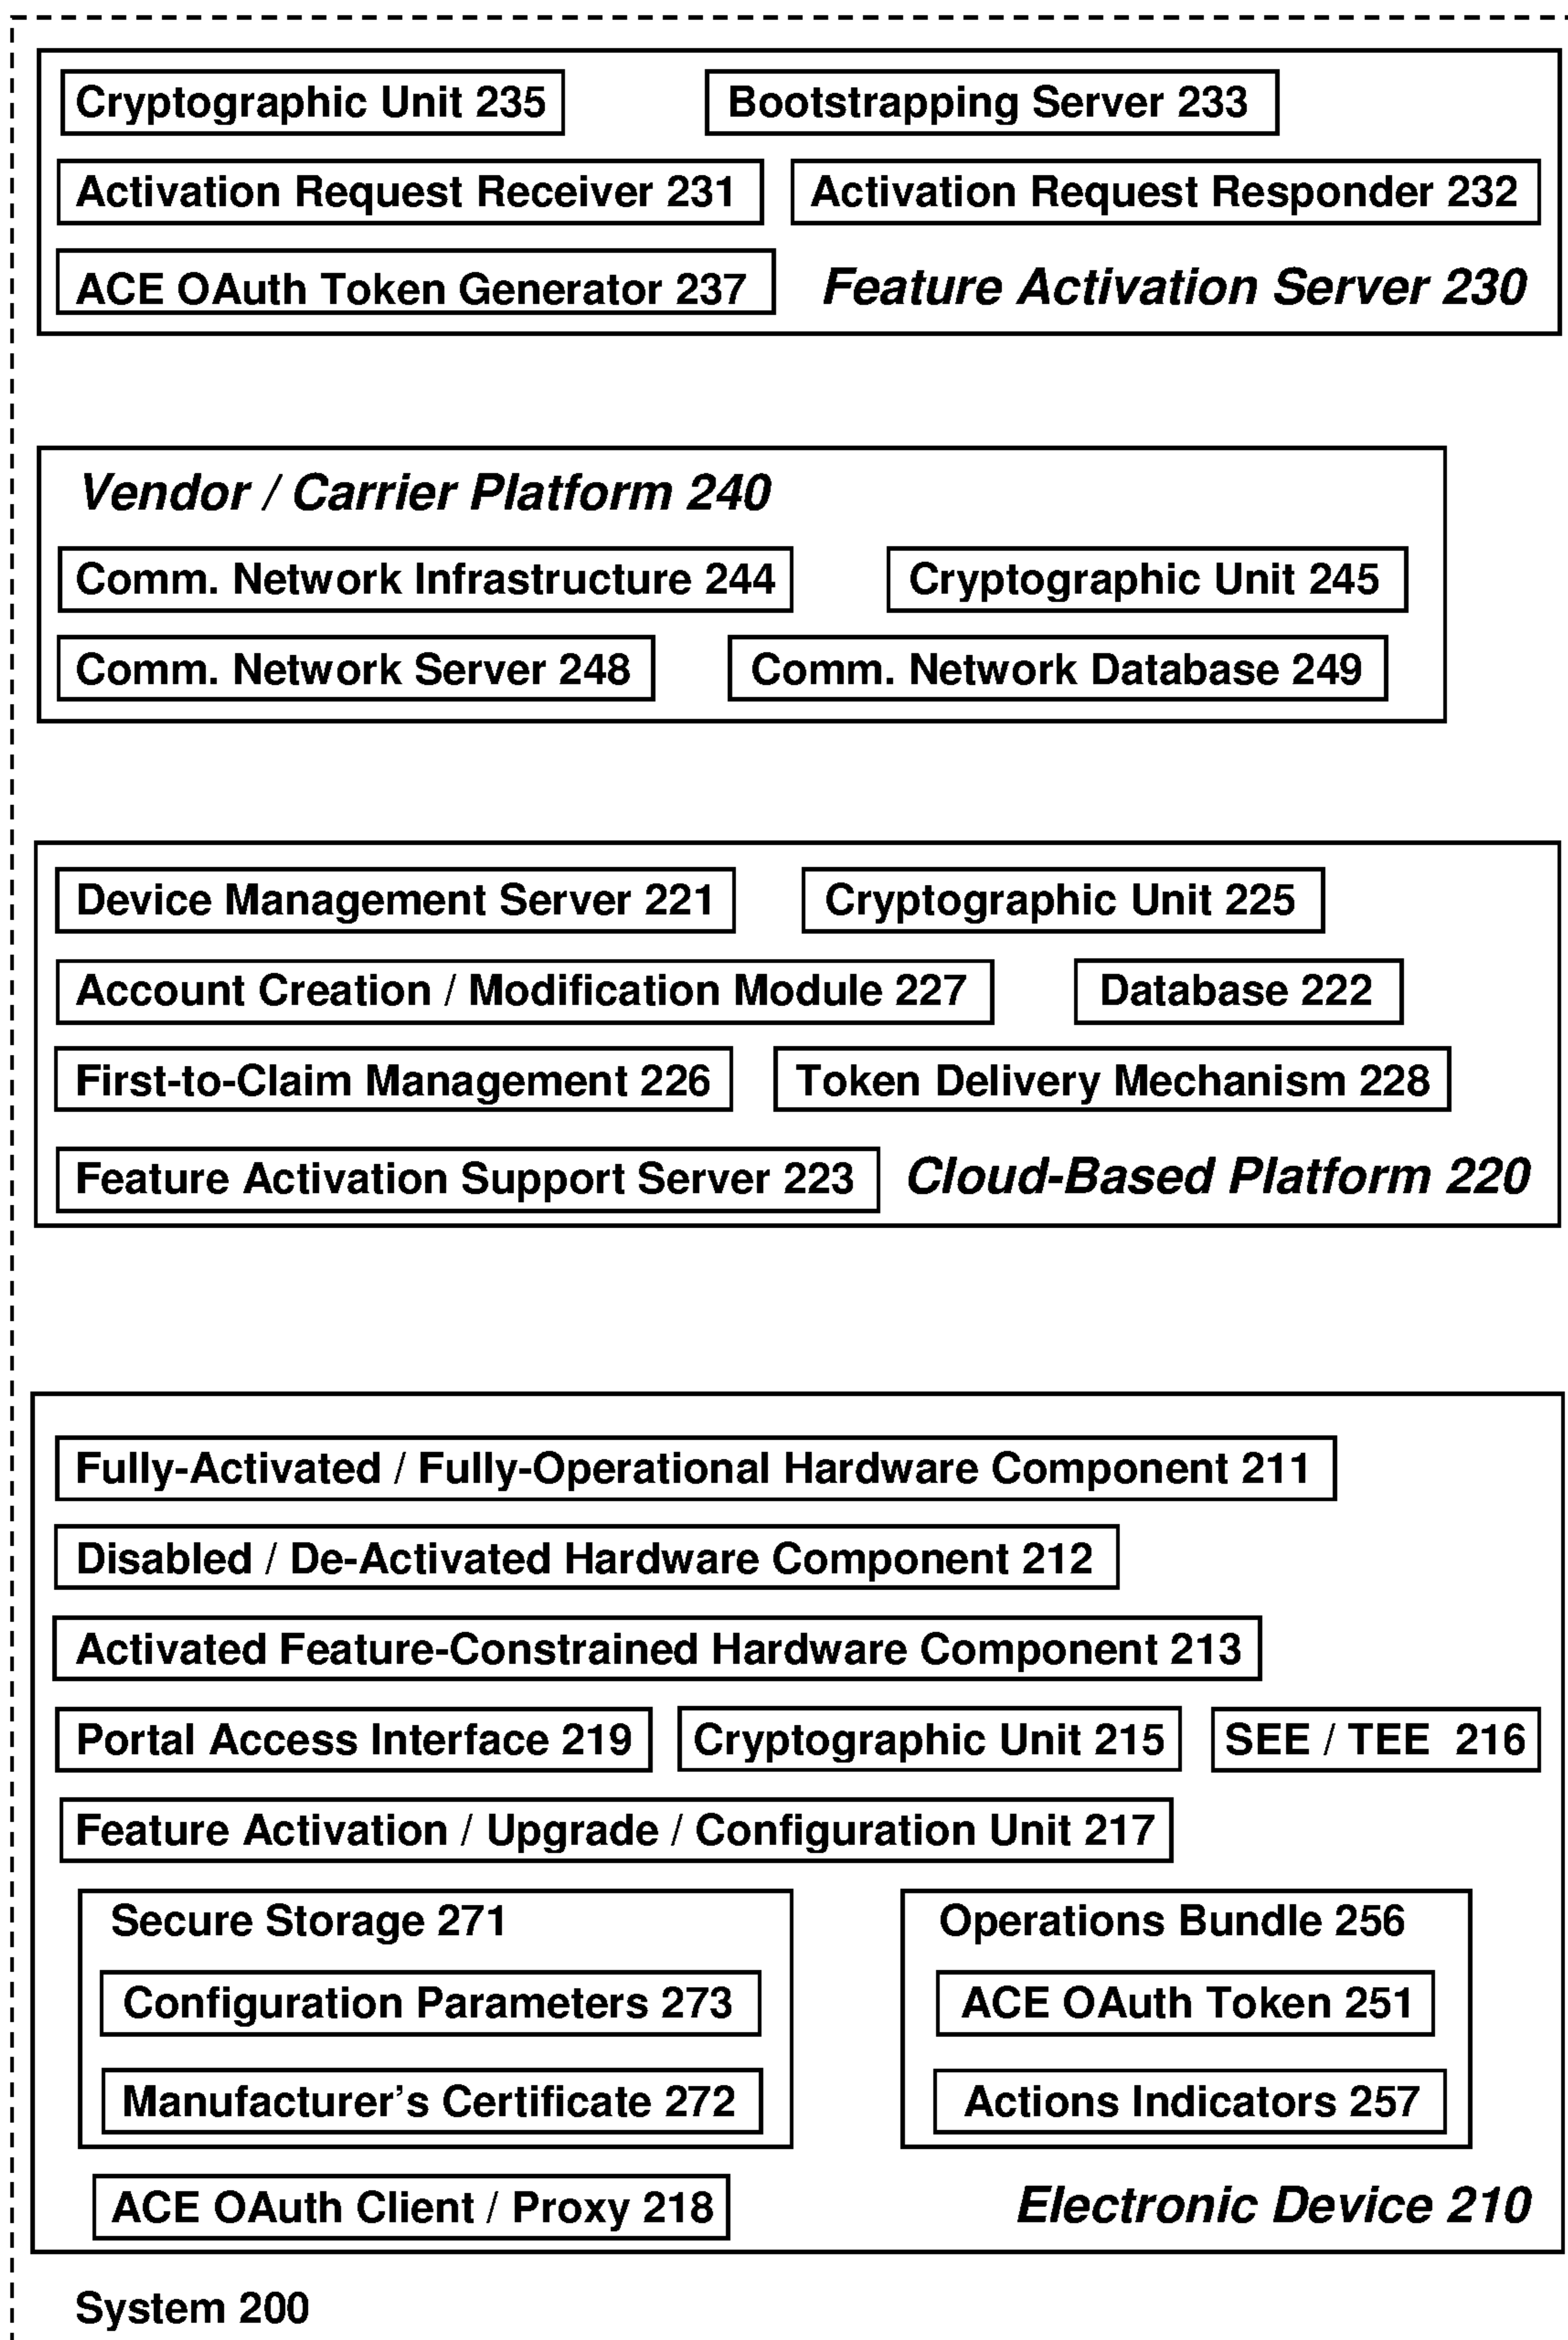 Cryptographic Unit 235
Bootstrapping Server 233
Activation Request Receiver 231
Activation Request Responder 232
ACE OAuth Token Generator 237
Feature Activation Server 230
Vendor / Carrier Platform 240
Comm. Network Infrastructure 244
Cryptographic Unit 245
Comm. Network Server 248
Comm. Network Database 249
Device Management Server 221
Cryptographic Unit 225
Account Creation / Modification Module 227
Database 222
First-to-Claim Management 226
Token Delivery Mechanism 228
Feature Activation Support Server 223
Cloud-Based Platform 220
Fully-Activated / Fully-Operational Hardware Component 211
Disabled / De-Activated Hardware Component 212
Activated Feature-Constrained Hardware Component 213
Portal Access Interface 219
Cryptographic Unit 215
SEE / TEE 216
Feature Activation / Upgrade / Configuration Unit 217
Secure Storage 271
Configuration Parameters 273
Manufacturer's Certificate 272
Operations Bundle 256
ACE OAuth Token 251
Actions Indicators 257
ACE OAuth Client / Proxy 218
Electronic Device 210
System 200